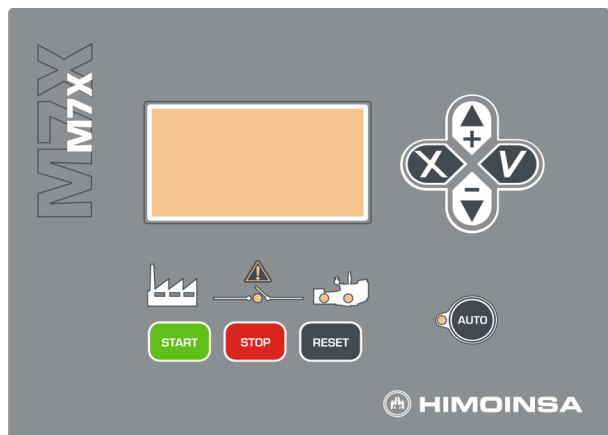 M7X
M7X
+
X
V
−
START
STOP
RESET
AUTO
HIMOINSA